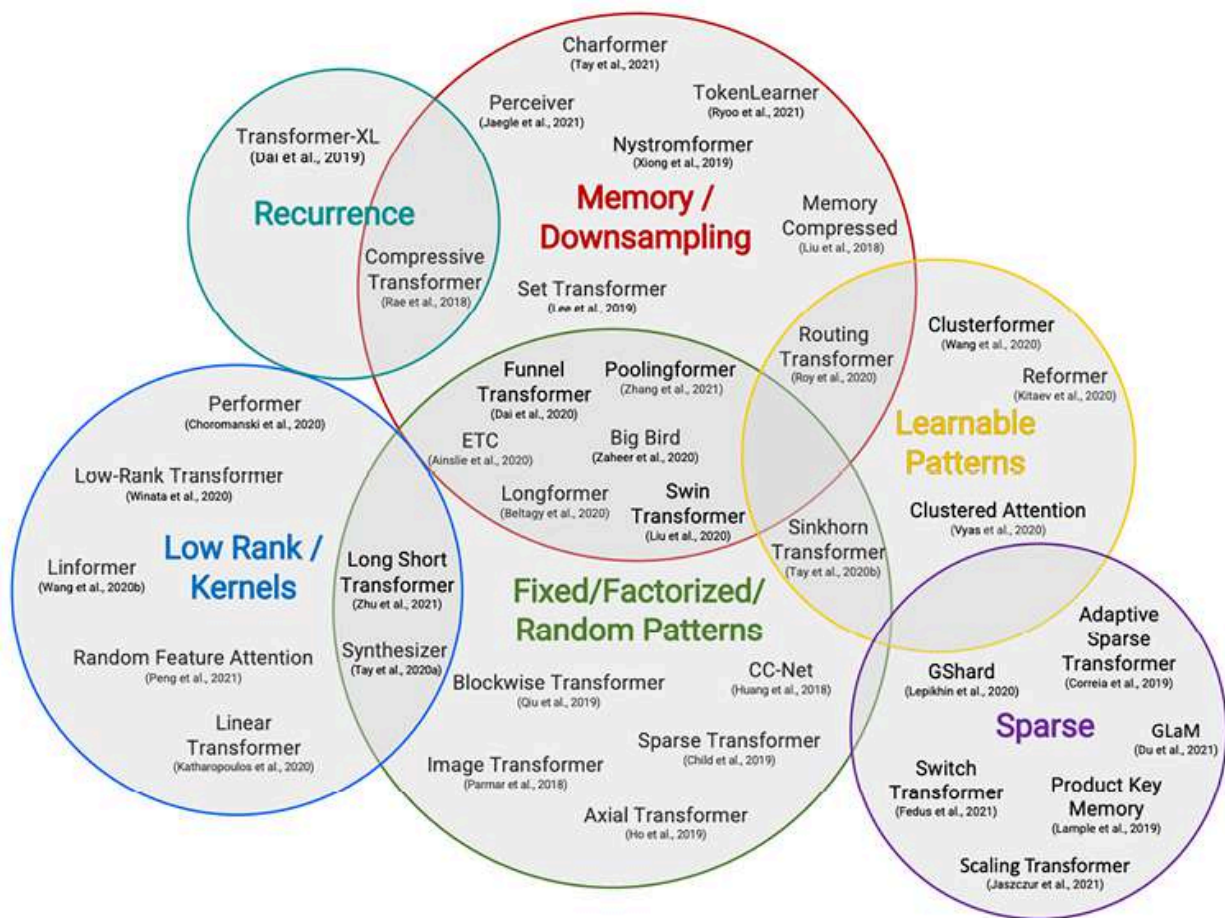 Charformer
(Tay et al., 2021)
Perceiver
(Jaegle et al., 2021)
TokenLearner
(Ryoo et al., 2021)
Transformer-XL
(Dai et al., 2019)
Nystromformer
(Xiong et al., 2019)
Recurrence
Memory /
Downsampling
Memory
Compressed
(Liu et al., 2018)
Compressive
Transformer
(Rae et al., 2018)
Set Transformer
(Lee et al., 2019)
Routing
Transformer
(Roy et al., 2020)
Clusterformer
(Wang et al., 2020)
Reformer
(Kitaev et al., 2020)
Funnel
Transformer
(Dai et al., 2020)
Poolingformer
(Zhang et al., 2021)
Performer
(Choromanski et al., 2020)
ETC
(Ainslie et al., 2020)
Big Bird
(Zaheer et al., 2020)
Learnable
Patterns
Low-Rank Transformer
(Winata et al., 2020)
Longformer
(Beltagy et al., 2020)
Swin
Transformer
(Liu et al., 2020)
Clustered Attention
(Vyas et al., 2020)
Sinkhorn
Transformer
(Tay et al., 2020b)
Low Rank /
Kernels
Linformer
(Wang et al., 2020b)
Long Short
Transformer
(Zhu et al., 2021)
Fixed/Factorized/
Random Patterns
Adaptive
Sparse
Transformer
(Correia et al., 2019)
Random Feature Attention
(Peng et al., 2021)
Synthesizer
(Tay et al., 2020a)
Blockwise Transformer
(Qiu et al., 2019)
CC-Net
(Huang et al., 2018)
GShard
(Lepikhin et al., 2020)
Sparse
GLaM
(Du et al., 2021)
Linear
Transformer
(Katharopoulos et al., 2020)
Sparse Transformer
(Child et al., 2019)
Image Transformer
(Parmar et al., 2018)
Switch
Transformer
(Fedus et al., 2021)
Product Key
Memory
(Lample et al., 2019)
Axial Transformer
(Ho et al., 2019)
Scaling Transformer
(Jaszczur et al., 2021)